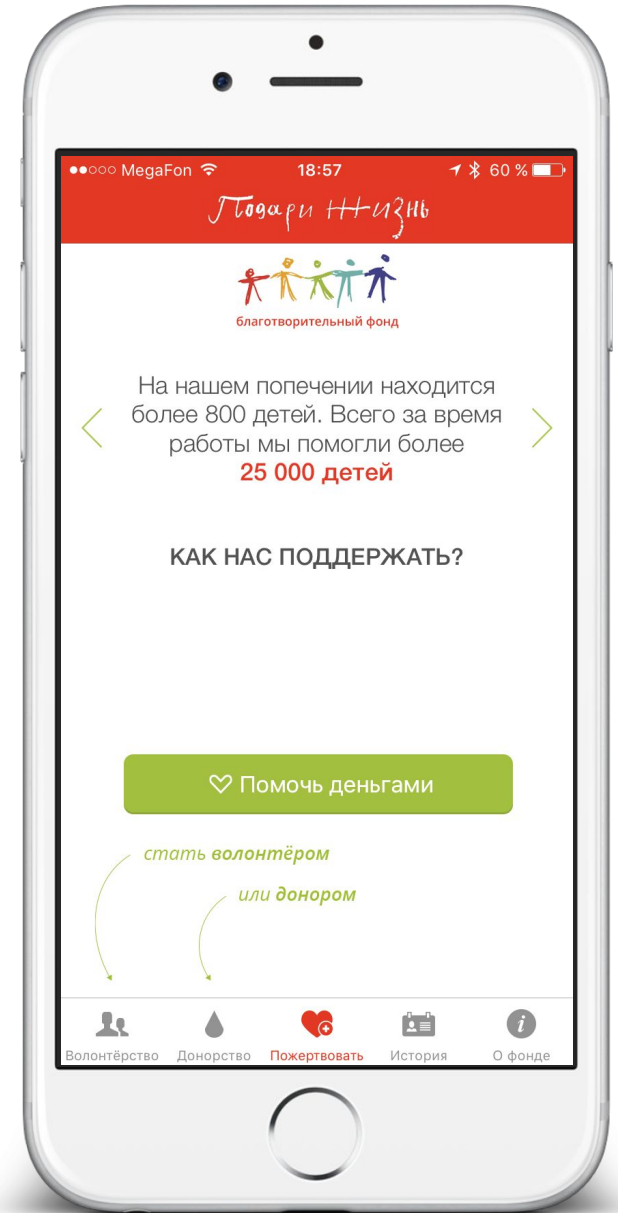 MegaFon 18:57 60 %
Подари жизнь
благотворительный фонд
На нашем попечении находится
более 800 детей. Всего за время
работы мы помогли более
25 000 детей
КАК НАС ПОДДЕРЖАТЬ?
Помочь деньгами
стать волонтёром
или донором
Волонтёрство Донорство Пожертвовать История О фонде